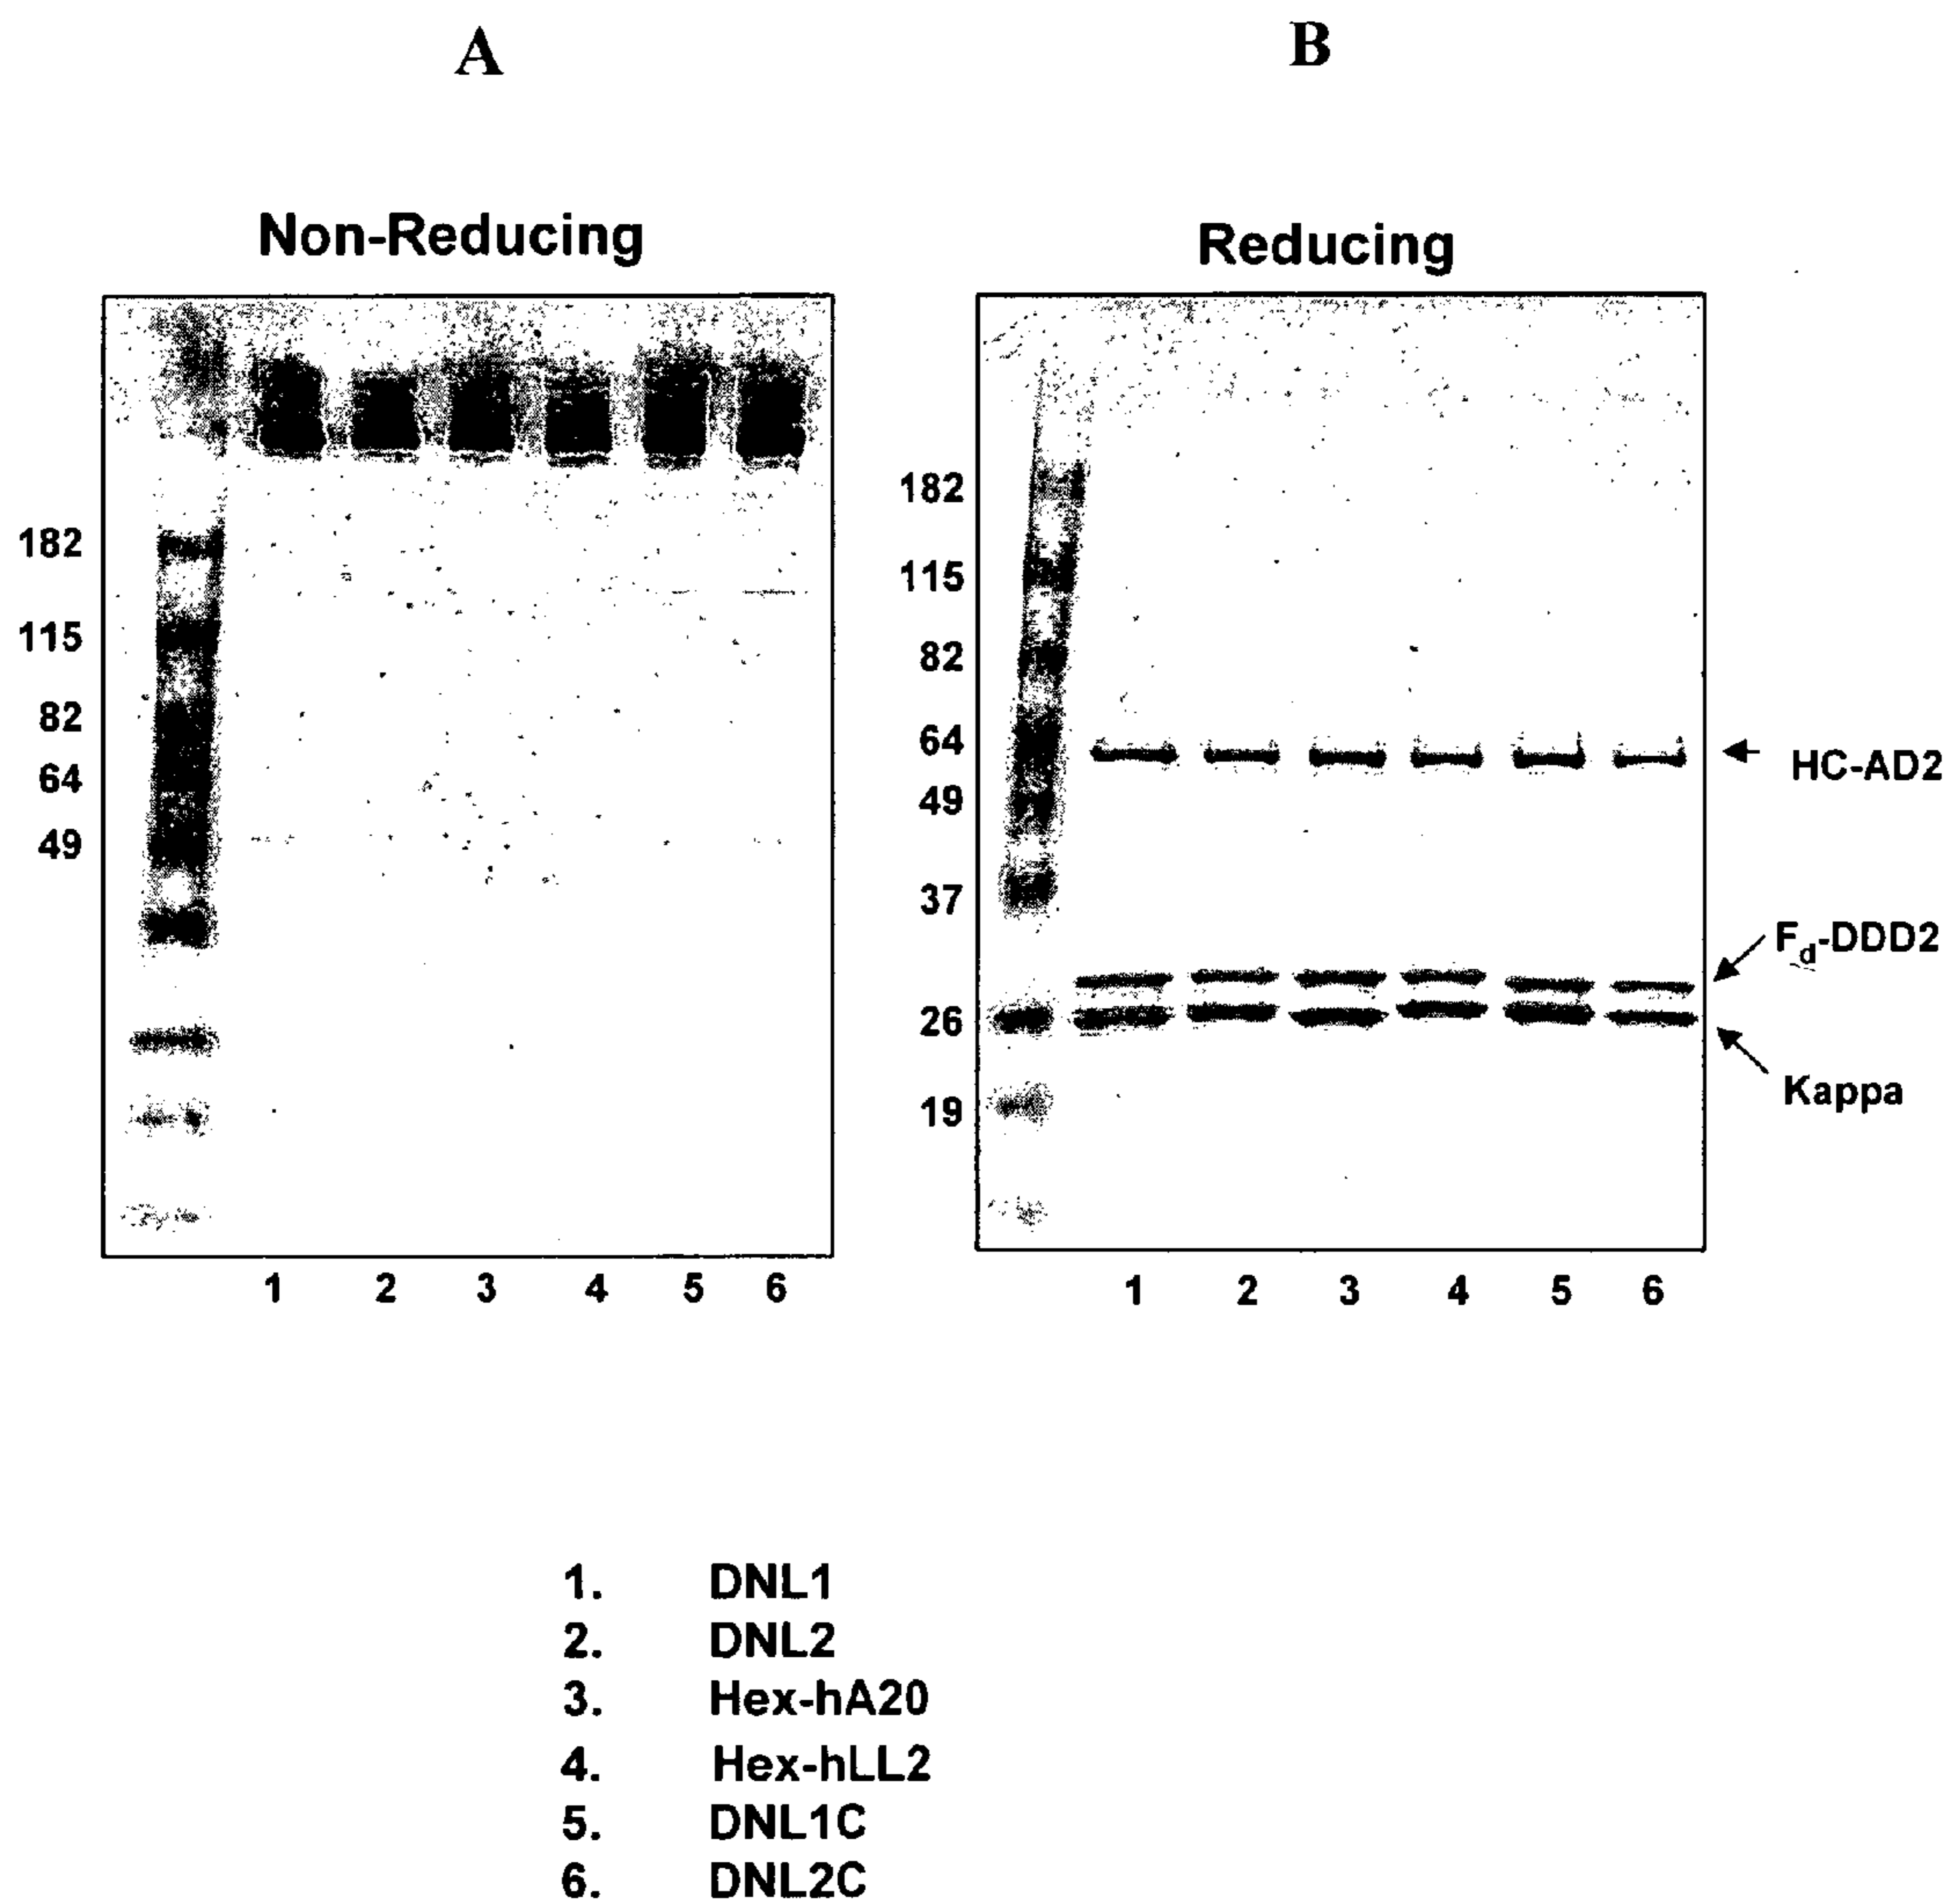 A
B
Non-Reducing
Reducing
182
115
82
64
49
182
115
82
64
49
37
26
19
HC-AD2
Fd-DDD2
Kappa
1 2 3 4 5 6
1 2 3 4 5 6
1. DNL1
2. DNL2
3. Hex-hA20
4. Hex-hLL2
5. DNL1C
6. DNL2C